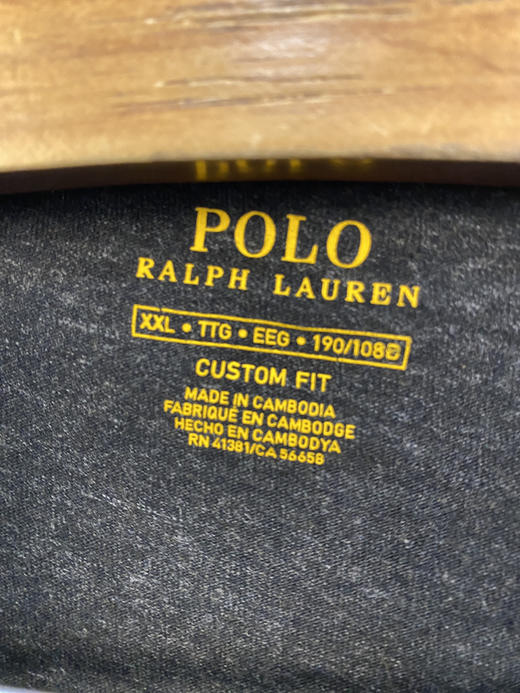 POLO
RALPH LAUREN
XXL • TTG • EEG • 190/108B
CUSTOM FIT
MADE IN CAMBODIA
FABRIQUÉ EN CAMBODGE
HECHO EN CAMBODYA
RN 41381/CA 56658